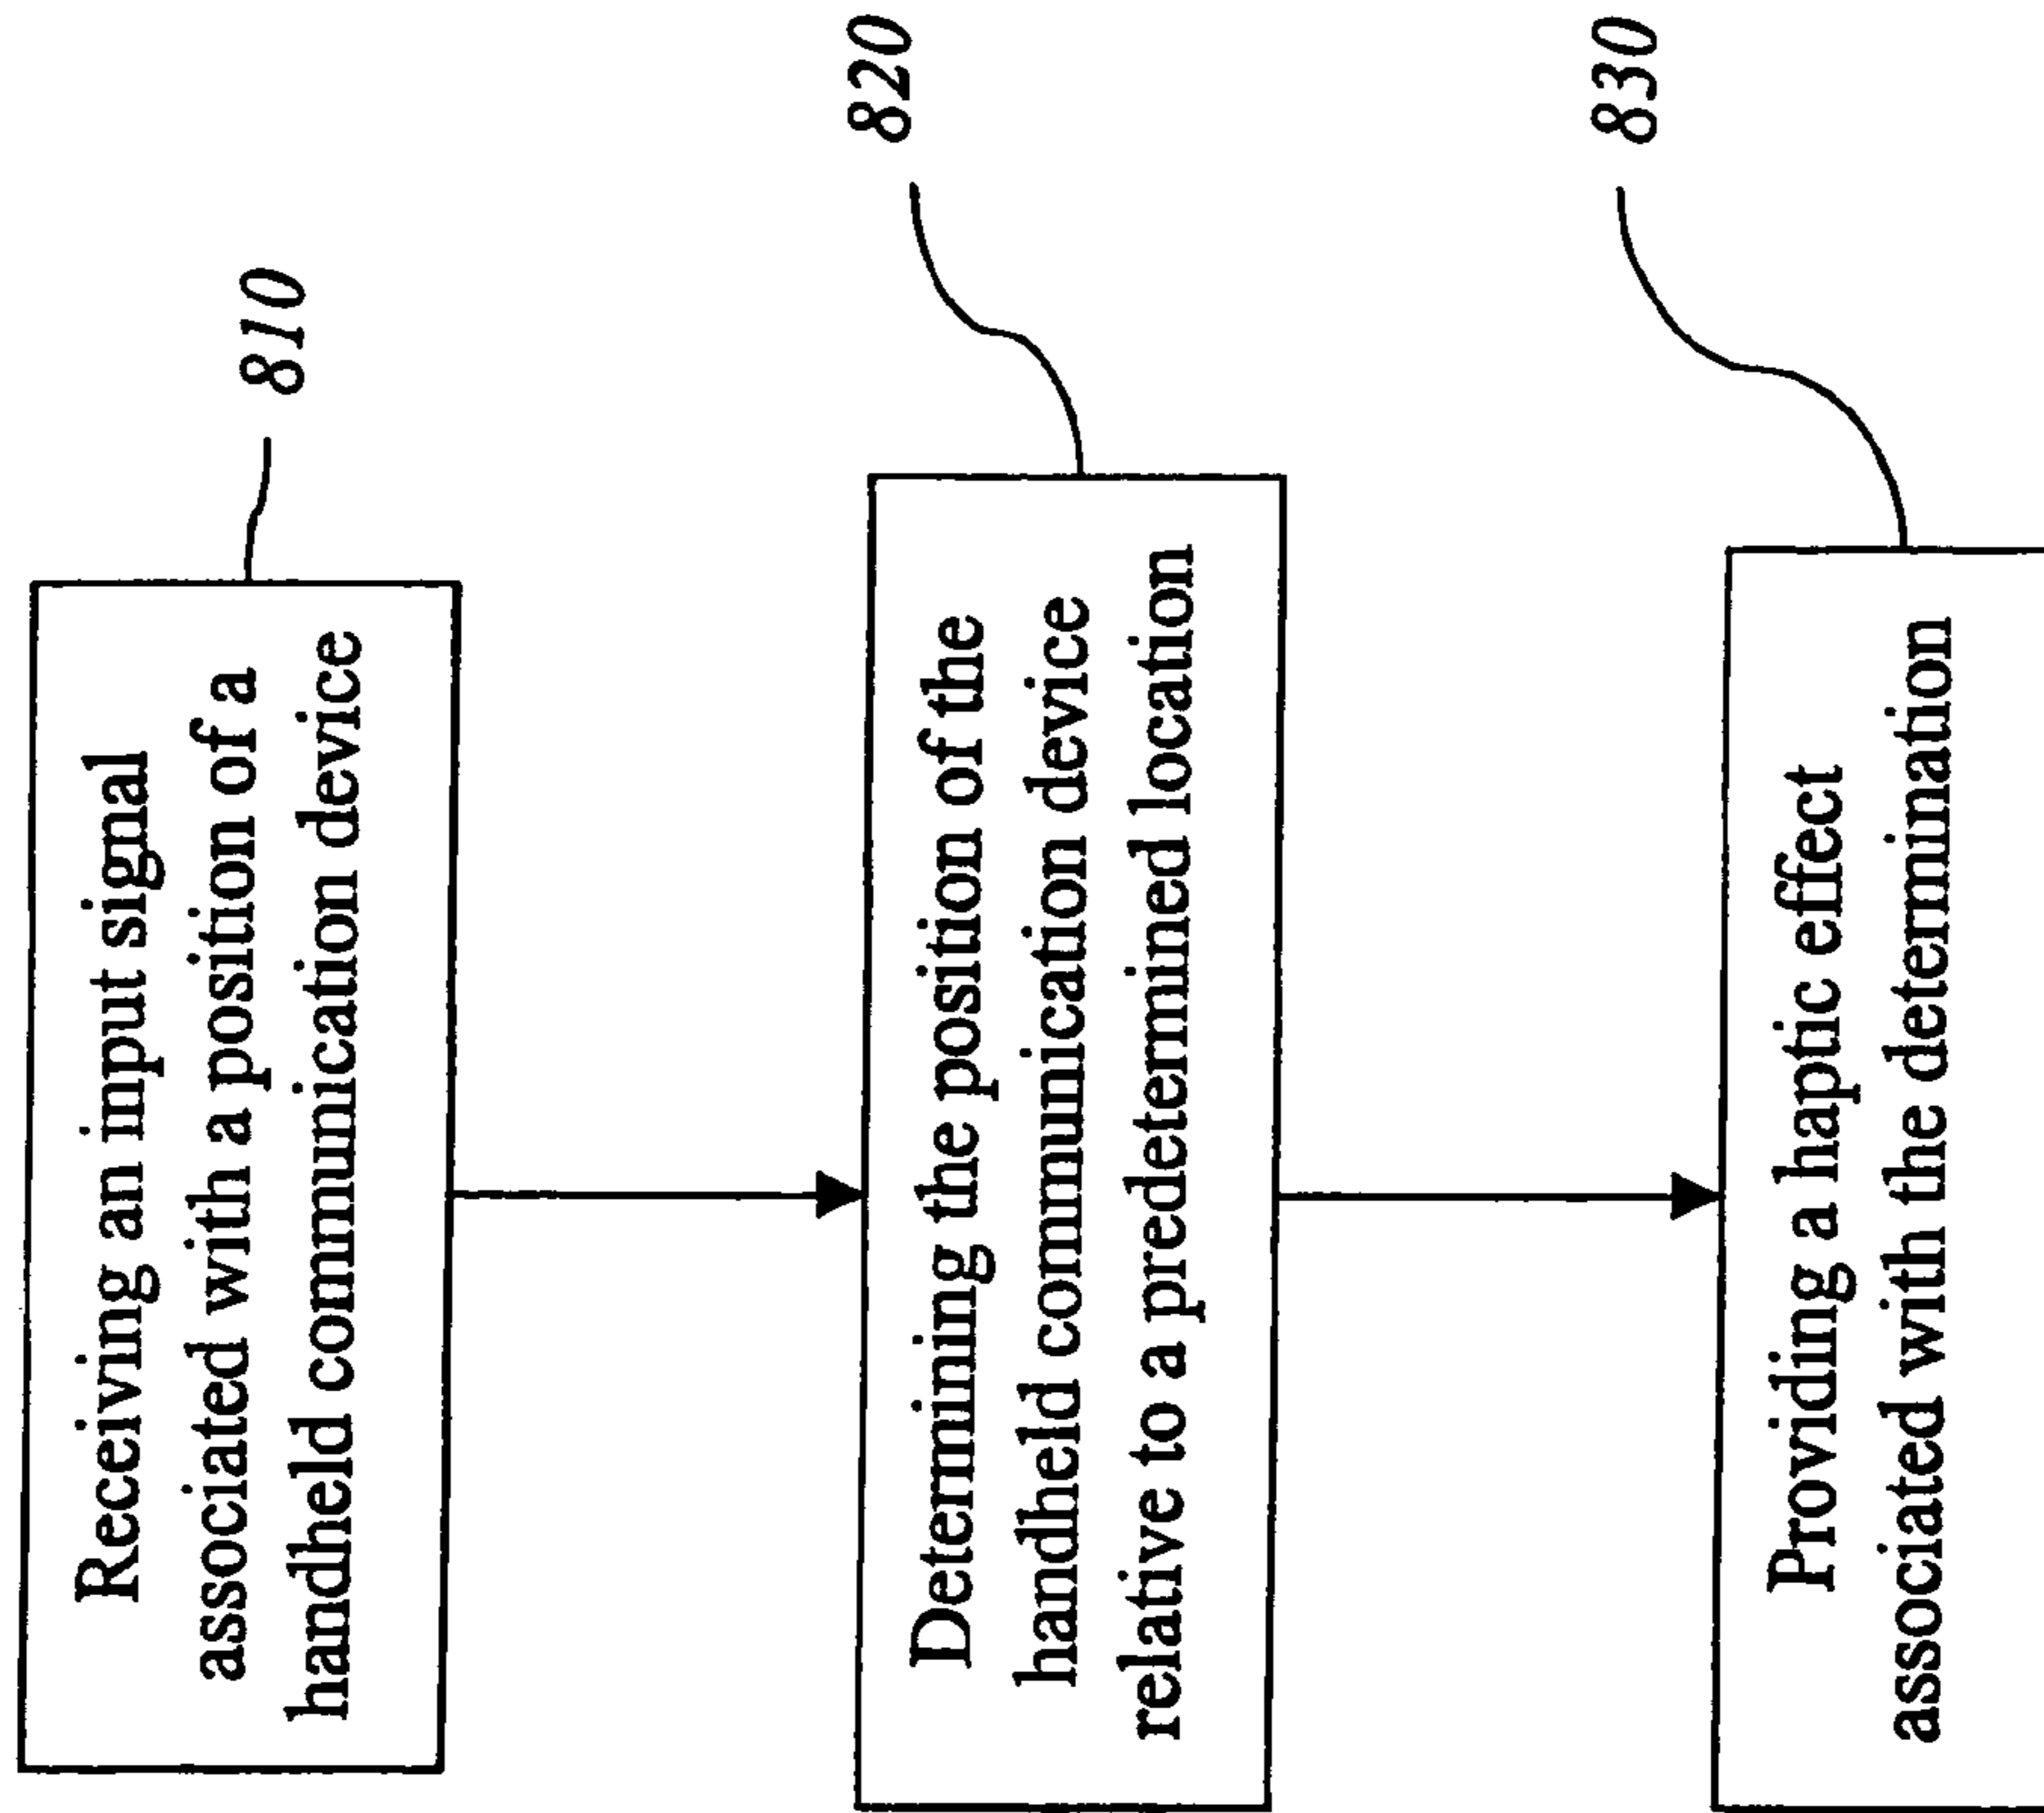 Receiving an input signal
associated with a position of a
handheld communication device
810
Determining the position of the
handheld communication device
relative to a predetermined location
820
Providing a haptic effect
associated with the determination
830